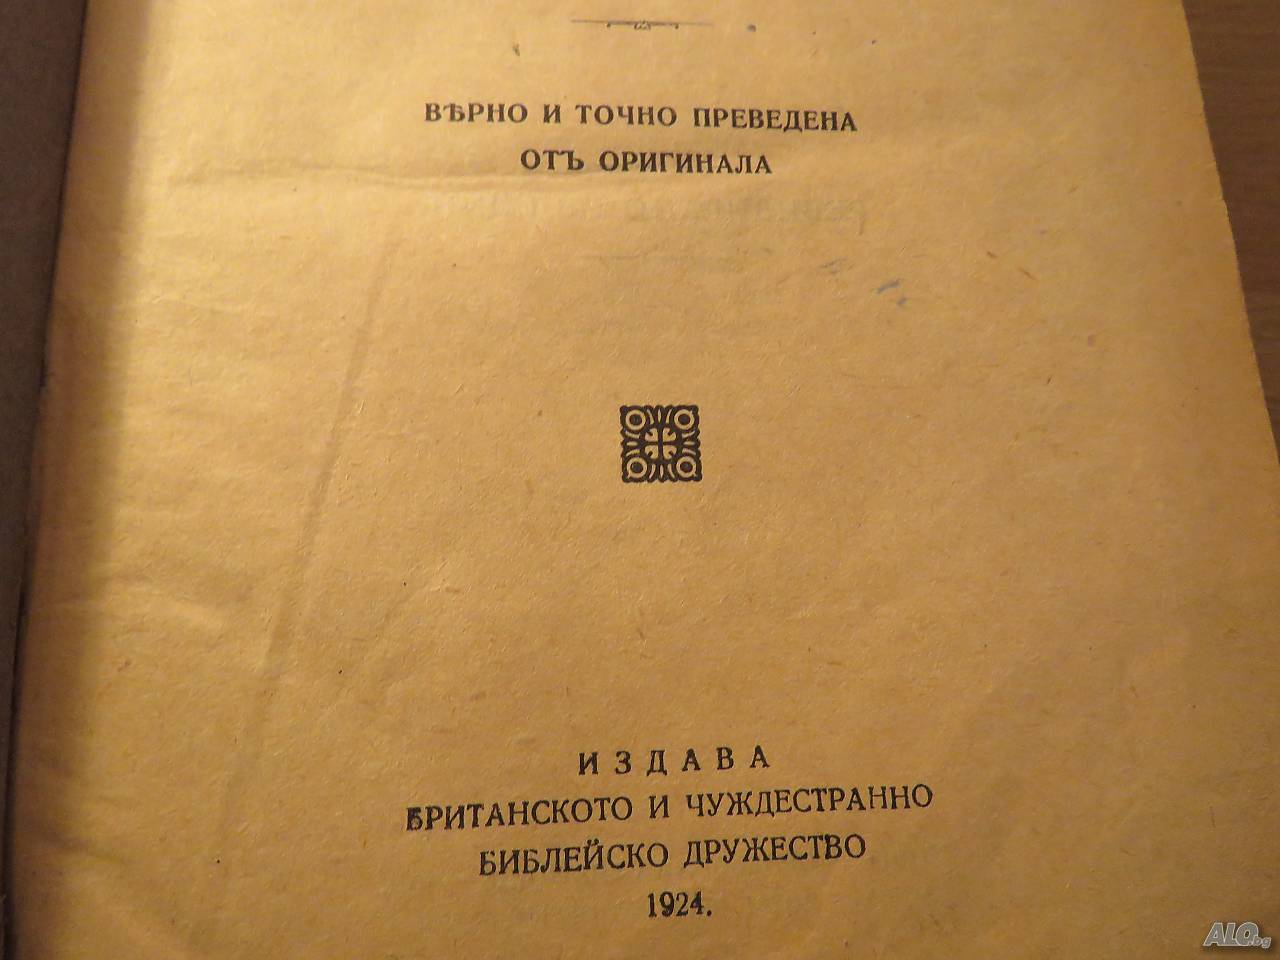 ВѢРНО И ТОЧНО ПРЕВЕДЕНА
ОТЪ ОРИГИНАЛА
ИЗДАВА
БРИТАНСКОТО И ЧУЖДЕСТРАННО
БИБЛЕЙСКО ДРУЖЕСТВО
1924.
ALO.bg